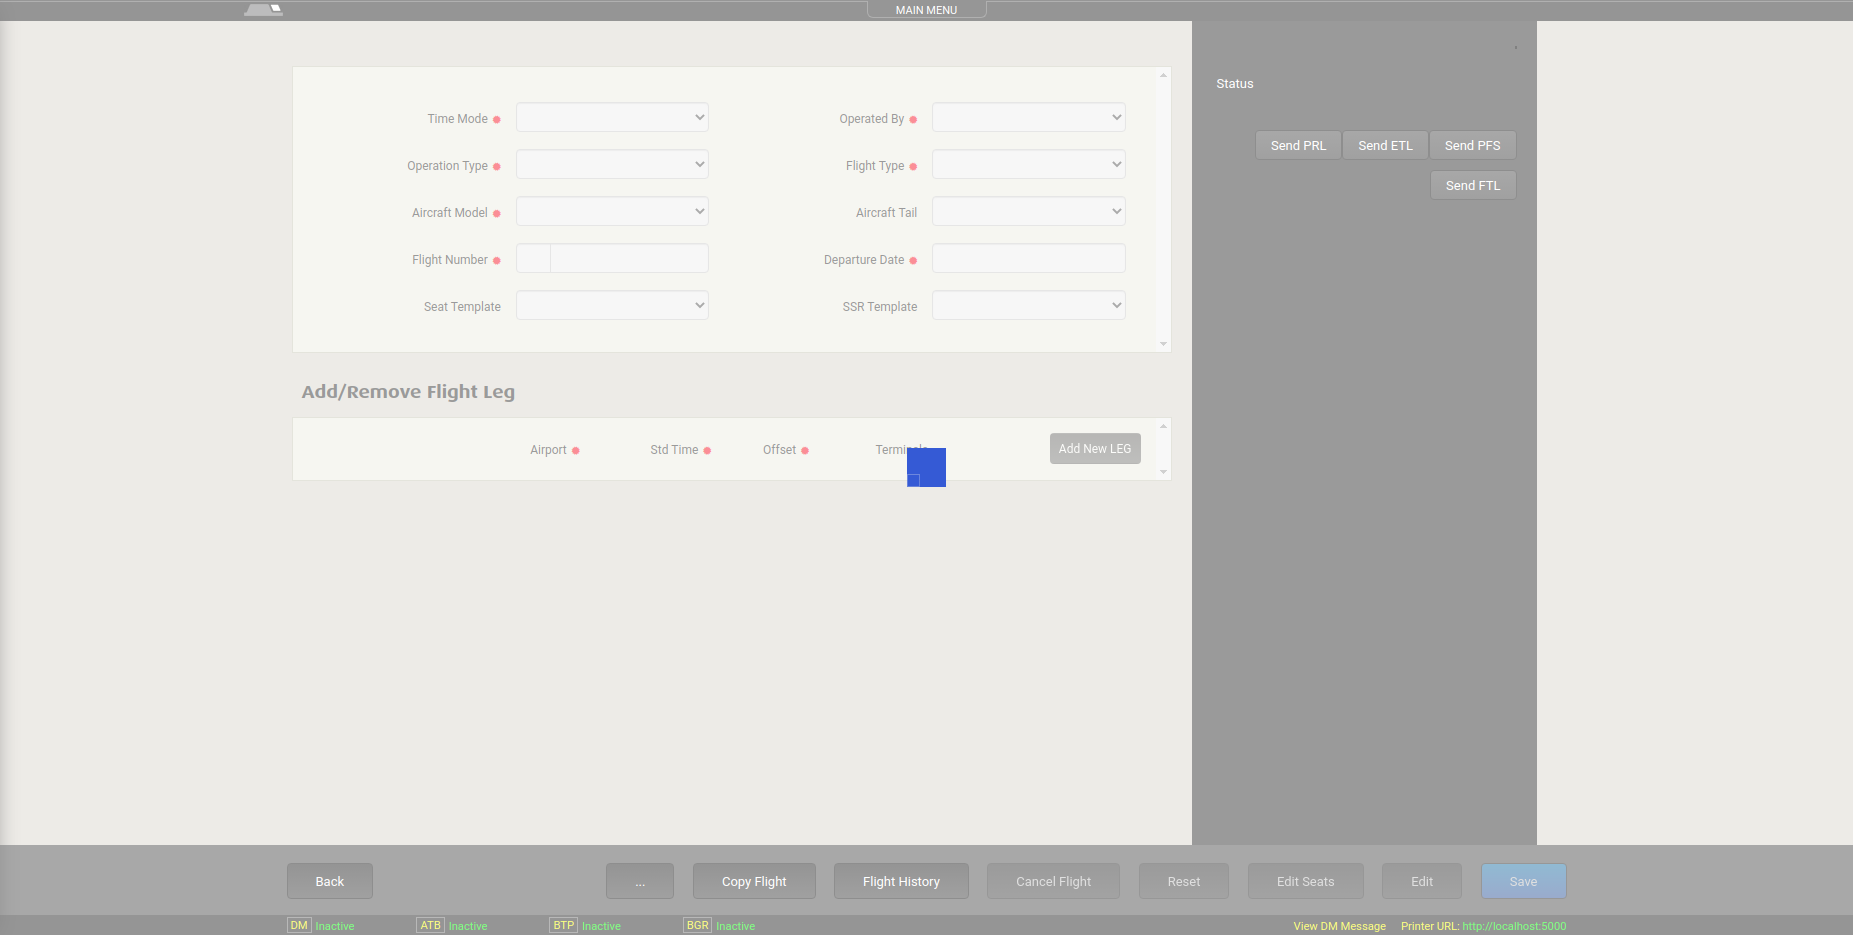 MAIN MENU
Status
Time Mode
Operated By
Send PRL
Send ETL
Send PFS
Operation Type
Flight Type
Send FTL
Aircraft Model
Aircraft Tail
Flight Number
Departure Date
Seat Template
SSR Template
Add/Remove Flight Leg
Airport
Std Time
Offset
Add New LEG
Back
...
Copy Flight
Flight History
Cancel Flight
Reset
Edit Seats
Edit
Save
DM Inactive
ATB Inactive
BTP Inactive
BGR Inactive
View DM Message
Printer URL: http://localhost:5000